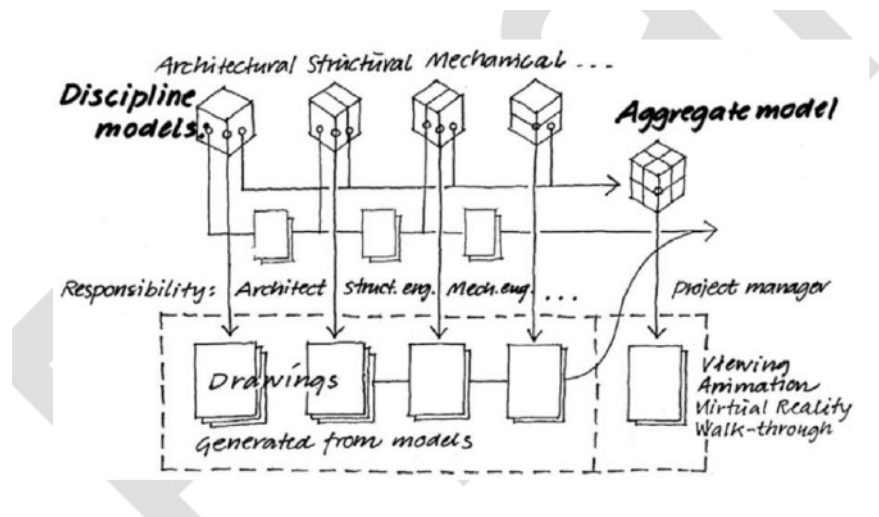 Architectural Structural Mechanical ...
Discipline models:
Aggregate model
Responsibility: Architect Struct. eng. Mech. eng. ... Project manager
Drawings
Generated from models
Viewing
Animation
Virtual Reality
Walk-through